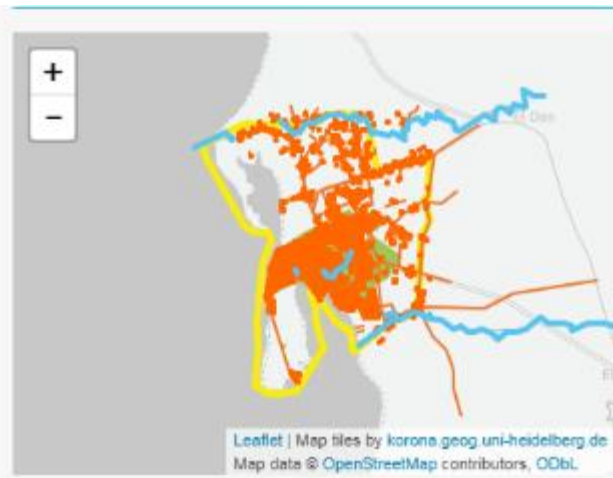 +
−
Leaflet | Map tiles by korona.geog.uni-heidelberg.de
Map data © OpenStreetMap contributors, ODbL